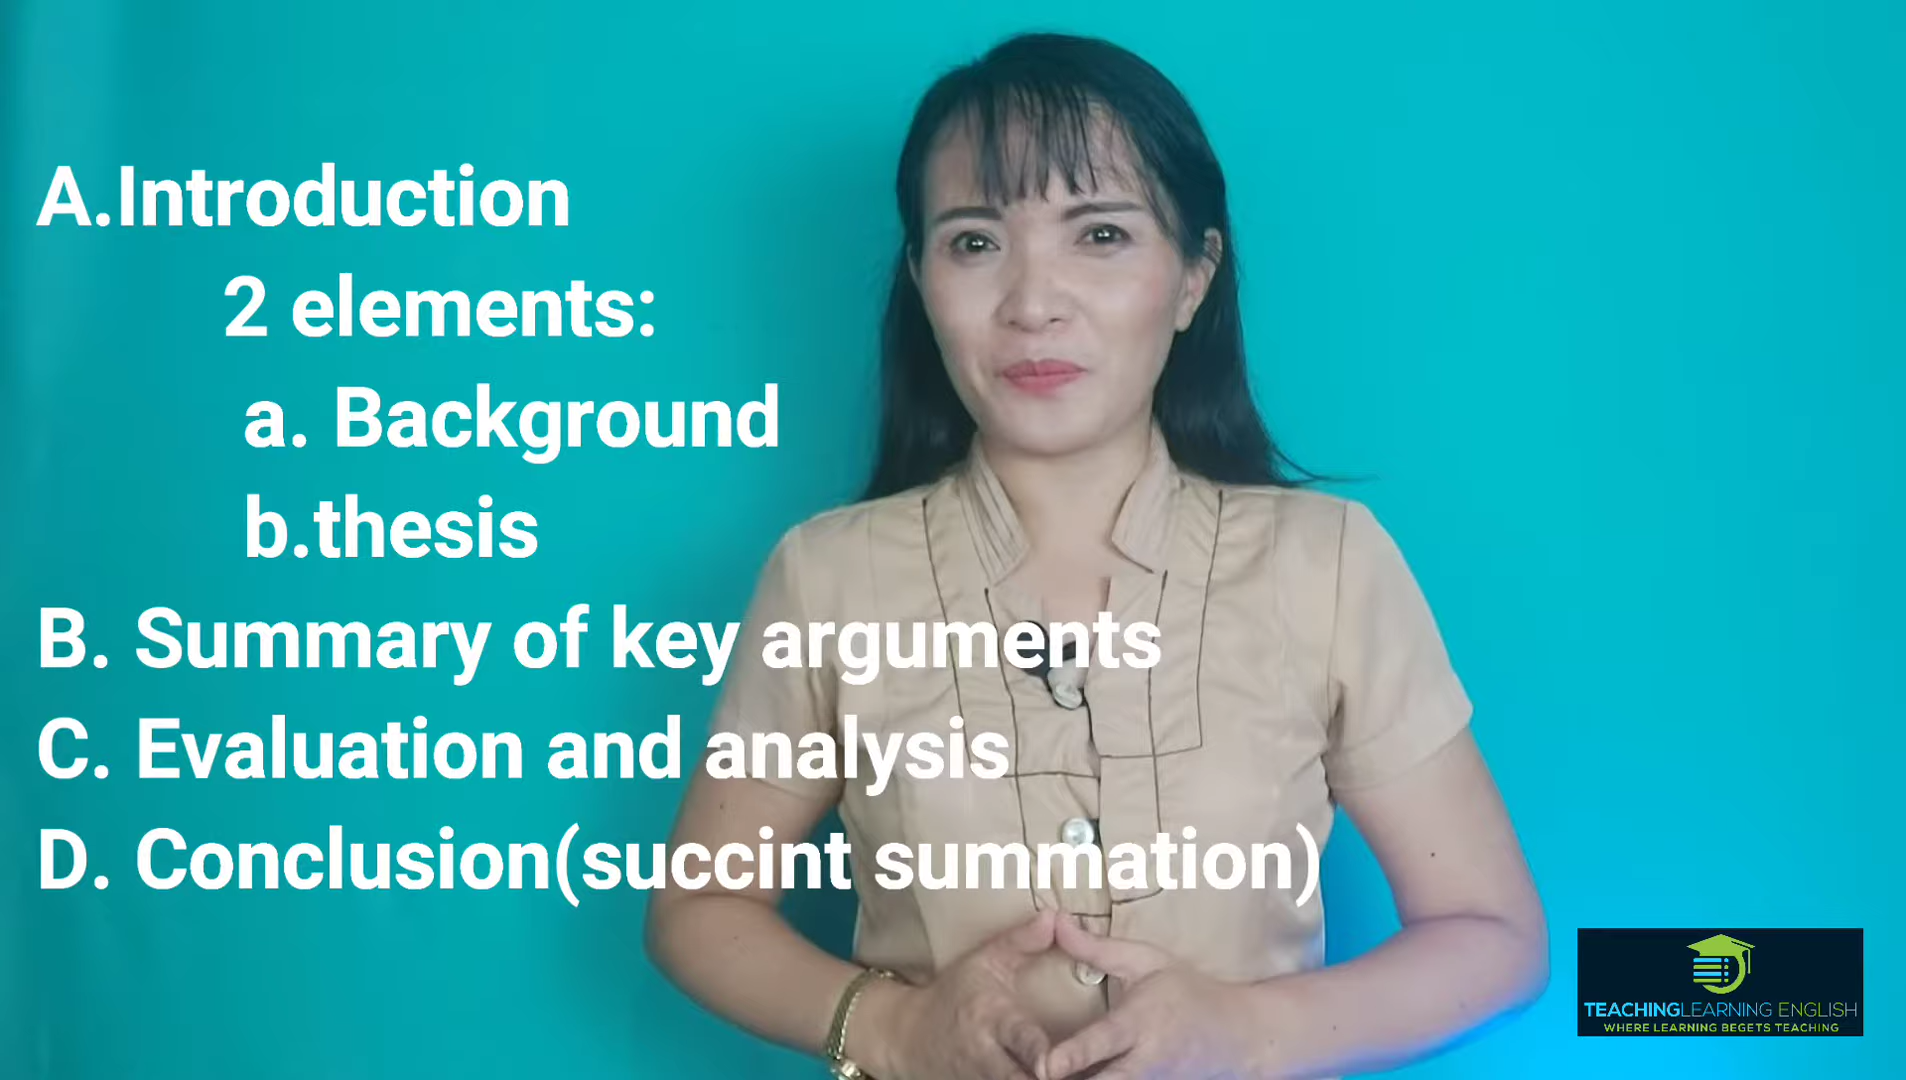 A.Introduction
2 elements:
a. Background
b.thesis
B. Summary of key arguments
C. Evaluation and analysis
D. Conclusion(succint summation)
TEACHINGLEARNING ENGLISH
WHERE LEARNING BEGETS TEACHING